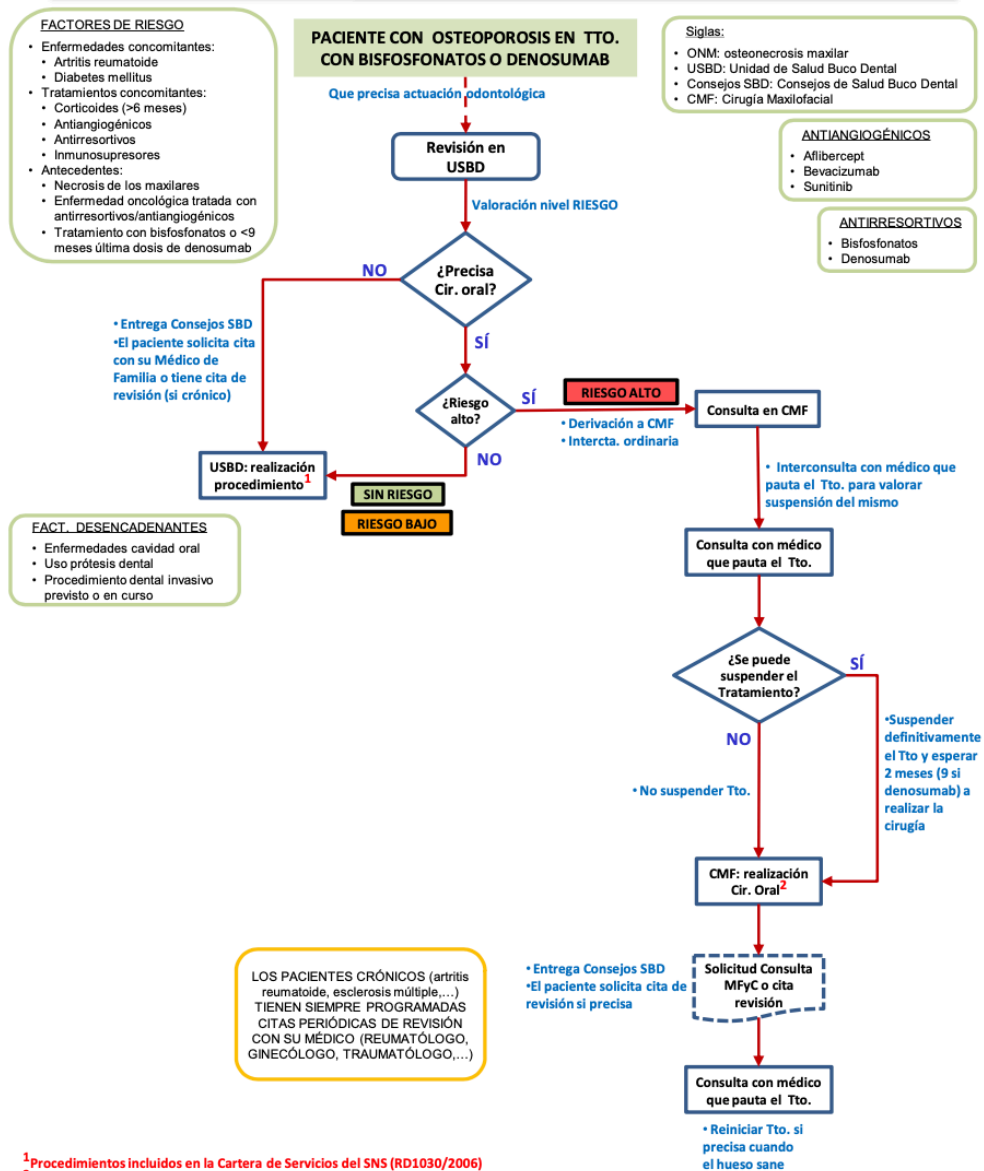 FACTORES DE RIESGO
• Enfermedades concomitantes:
• Artritis reumatoide
• Diabetes mellitus
• Tratamientos concomitantes:
• Corticoides (>6 meses)
• Antiangiogénicos
• Antirresortivos
• Inmunosupresores
• Antecedentes:
• Necrosis de los maxilares
• Enfermedad oncológica tratada con
antirresortivos/antiangiogénicos
• Tratamiento con bisfosfonatos o <9
meses última dosis de denosumab
PACIENTE CON OSTEOPOROSIS EN TTO.
CON BISFOSFONATOS O DENOSUMAB
Siglas:
• ONM: osteonecrosis maxilar
• USBD: Unidad de Salud Buco Dental
• Consejos SBD: Consejos de Salud Buco Dental
• CMF: Cirugía Maxilofacial
Que precisa actuación odontológica
ANTIANGIOGÉNICOS
• Aflibercept
• Bevacizumab
• Sunitinib
Revisión en
USBD
ANTIRRESORTIVOS
• Bisfosfonatos
• Denosumab
Valoración nivel RIESGO
¿Precisa
Cir. oral?
NO
SÍ
• Entrega Consejos SBD
•El paciente solicita cita
con su Médico de
Familia o tiene cita de
revisión (si crónico)
¿Riesgo
alto?
SÍ
RIESGO ALTO
• Derivación a CMF
• Intercta. ordinaria
Consulta en CMF
NO
USBD: realización
procedimiento1
SIN RIESGO
RIESGO BAJO
• Interconsulta con médico que
pauta el Tto. para valorar
suspensión del mismo
FACT. DESENCADENANTES
• Enfermedades cavidad oral
• Uso prótesis dental
• Procedimiento dental invasivo
previsto o en curso
Consulta con médico
que pauta el Tto.
¿Se puede
suspender el
Tratamiento?
SÍ
NO
•Suspender
definitivamente
el Tto y esperar
2 meses (9 si
denosumab) a
realizar la
cirugía
• No suspender Tto.
CMF: realización
Cir. Oral2
• Entrega Consejos SBD
•El paciente solicita cita de
revisión si precisa
Solicitud Consulta
MFyC o cita
revisión
LOS PACIENTES CRÓNICOS (artritis
reumatoide, esclerosis múltiple,...)
TIENEN SIEMPRE PROGRAMADAS
CITAS PERIÓDICAS DE REVISIÓN
CON SU MÉDICO (REUMATÓLOGO,
GINECÓLOGO, TRAUMATÓLOGO,...)
Consulta con médico
que pauta el Tto.
• Reiniciar Tto. si
precisa cuando
el hueso sane
1Procedimientos incluidos en la Cartera de Servicios del SNS (RD1030/2006)